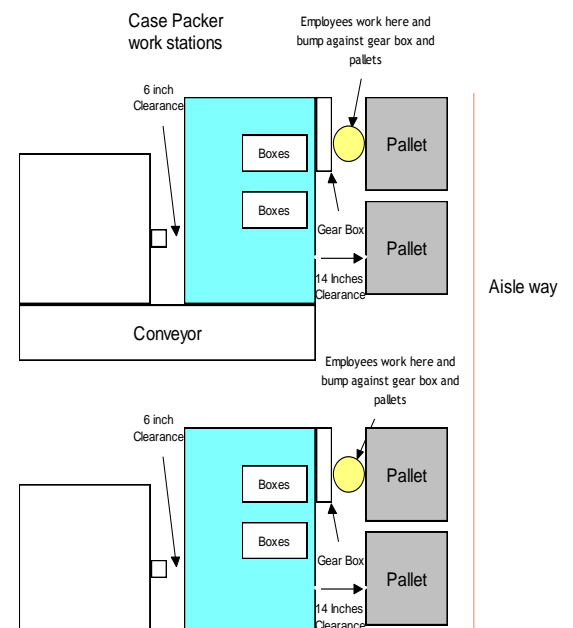 Case Packer
work stations
Employees work here and
bump against gear box and
pallets
6 inch
Clearance
Boxes
Pallet
Boxes
Gear Box
Pallet
14 Inches
Clearance
Aisle way
Conveyor
Employees work here and
bump against gear box and
pallets
6 inch
Clearance
Boxes
Pallet
Boxes
Gear Box
Pallet
14 Inches
Clearance